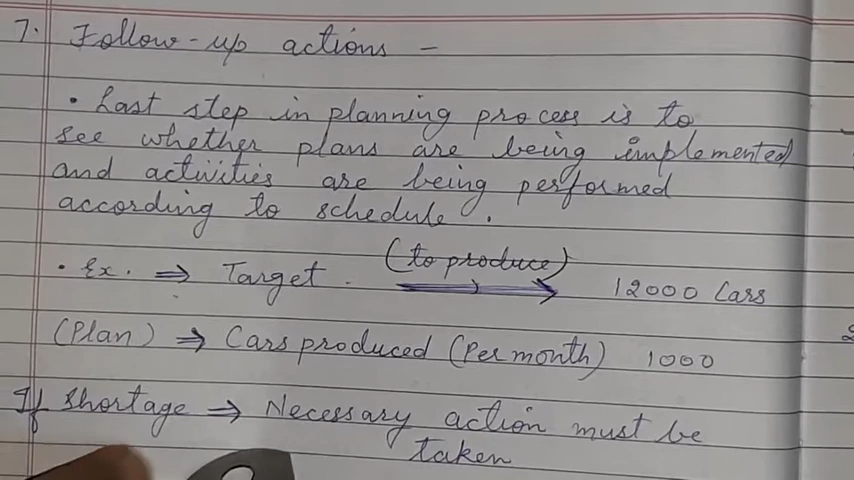 7. Follow-up actions -
• Last step in planning process is to
see whether plans are being implemented
and activities are being performed
according to schedule.
• Ex. ⇒ Target (to produce) → 12000 Cars
(Plan) ⇒ Cars produced (Per month) 1000
If shortage ⇒ Necessary action must be
taken